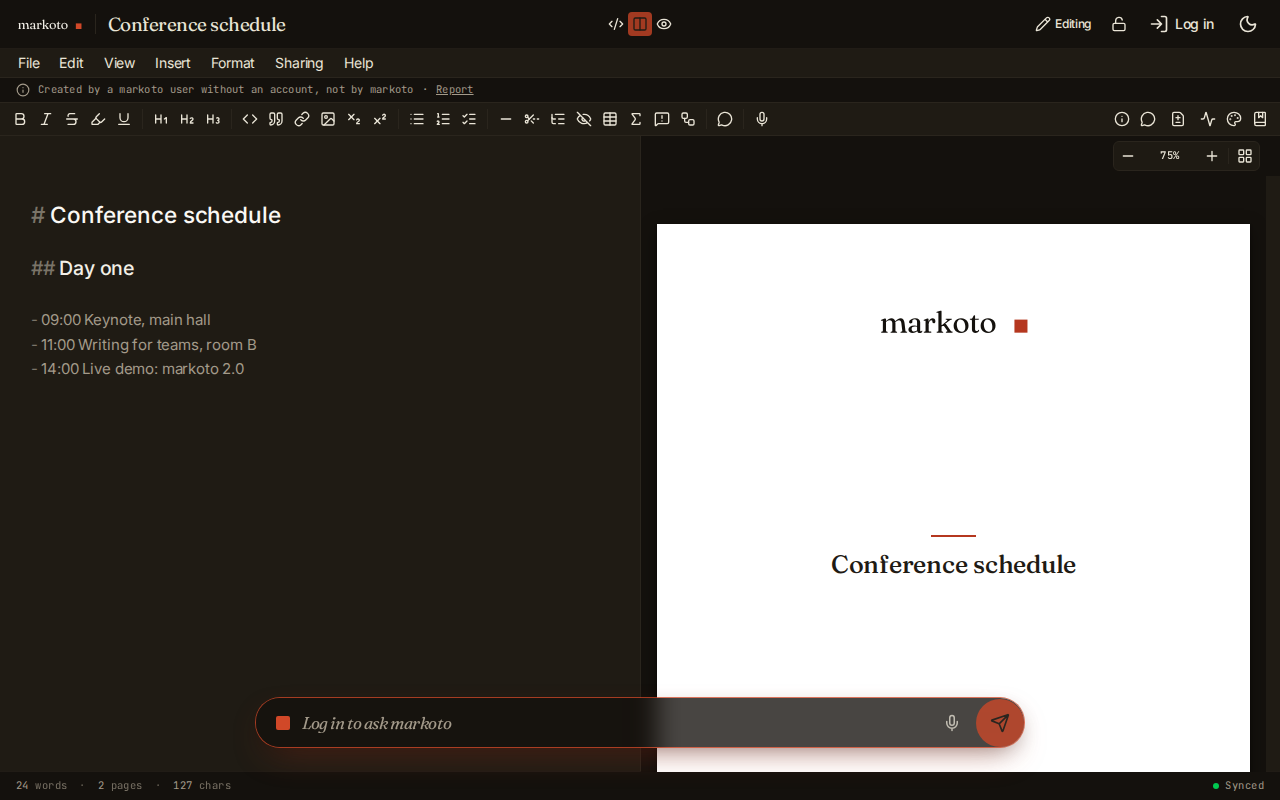 markoto
Conference schedule
Editing
Log in
File Edit View Insert Format Sharing Help
Created by a markoto user without an account, not by markoto · Report
H1 H2 H3
75%
# Conference schedule
## Day one
- 09:00 Keynote, main hall
- 11:00 Writing for teams, room B
- 14:00 Live demo: markoto 2.0
markoto
Conference schedule
Log in to ask markoto
24 words · 2 pages · 127 chars
Synced